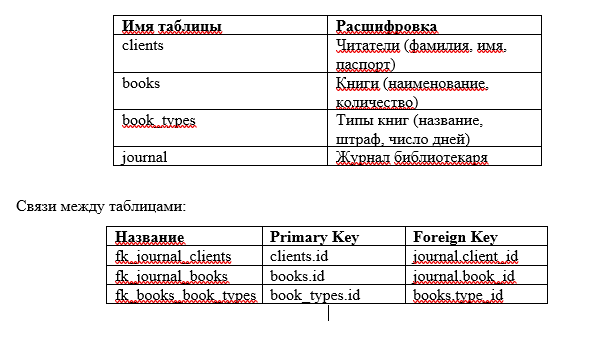 Имя таблицы Расшифровка
clients Читатели (фамилия, имя,
паспорт)
books Книги (наименование,
количество)
book_types Типы книг (название,
штраф, число дней)
journal Журнал библиотекаря
Связи между таблицами:
Название Primary Key Foreign Key
fk_journal_clients clients.id journal.client_id
fk_journal_books books.id journal.book_id
fk_books_book_types book_types.id books.type_id